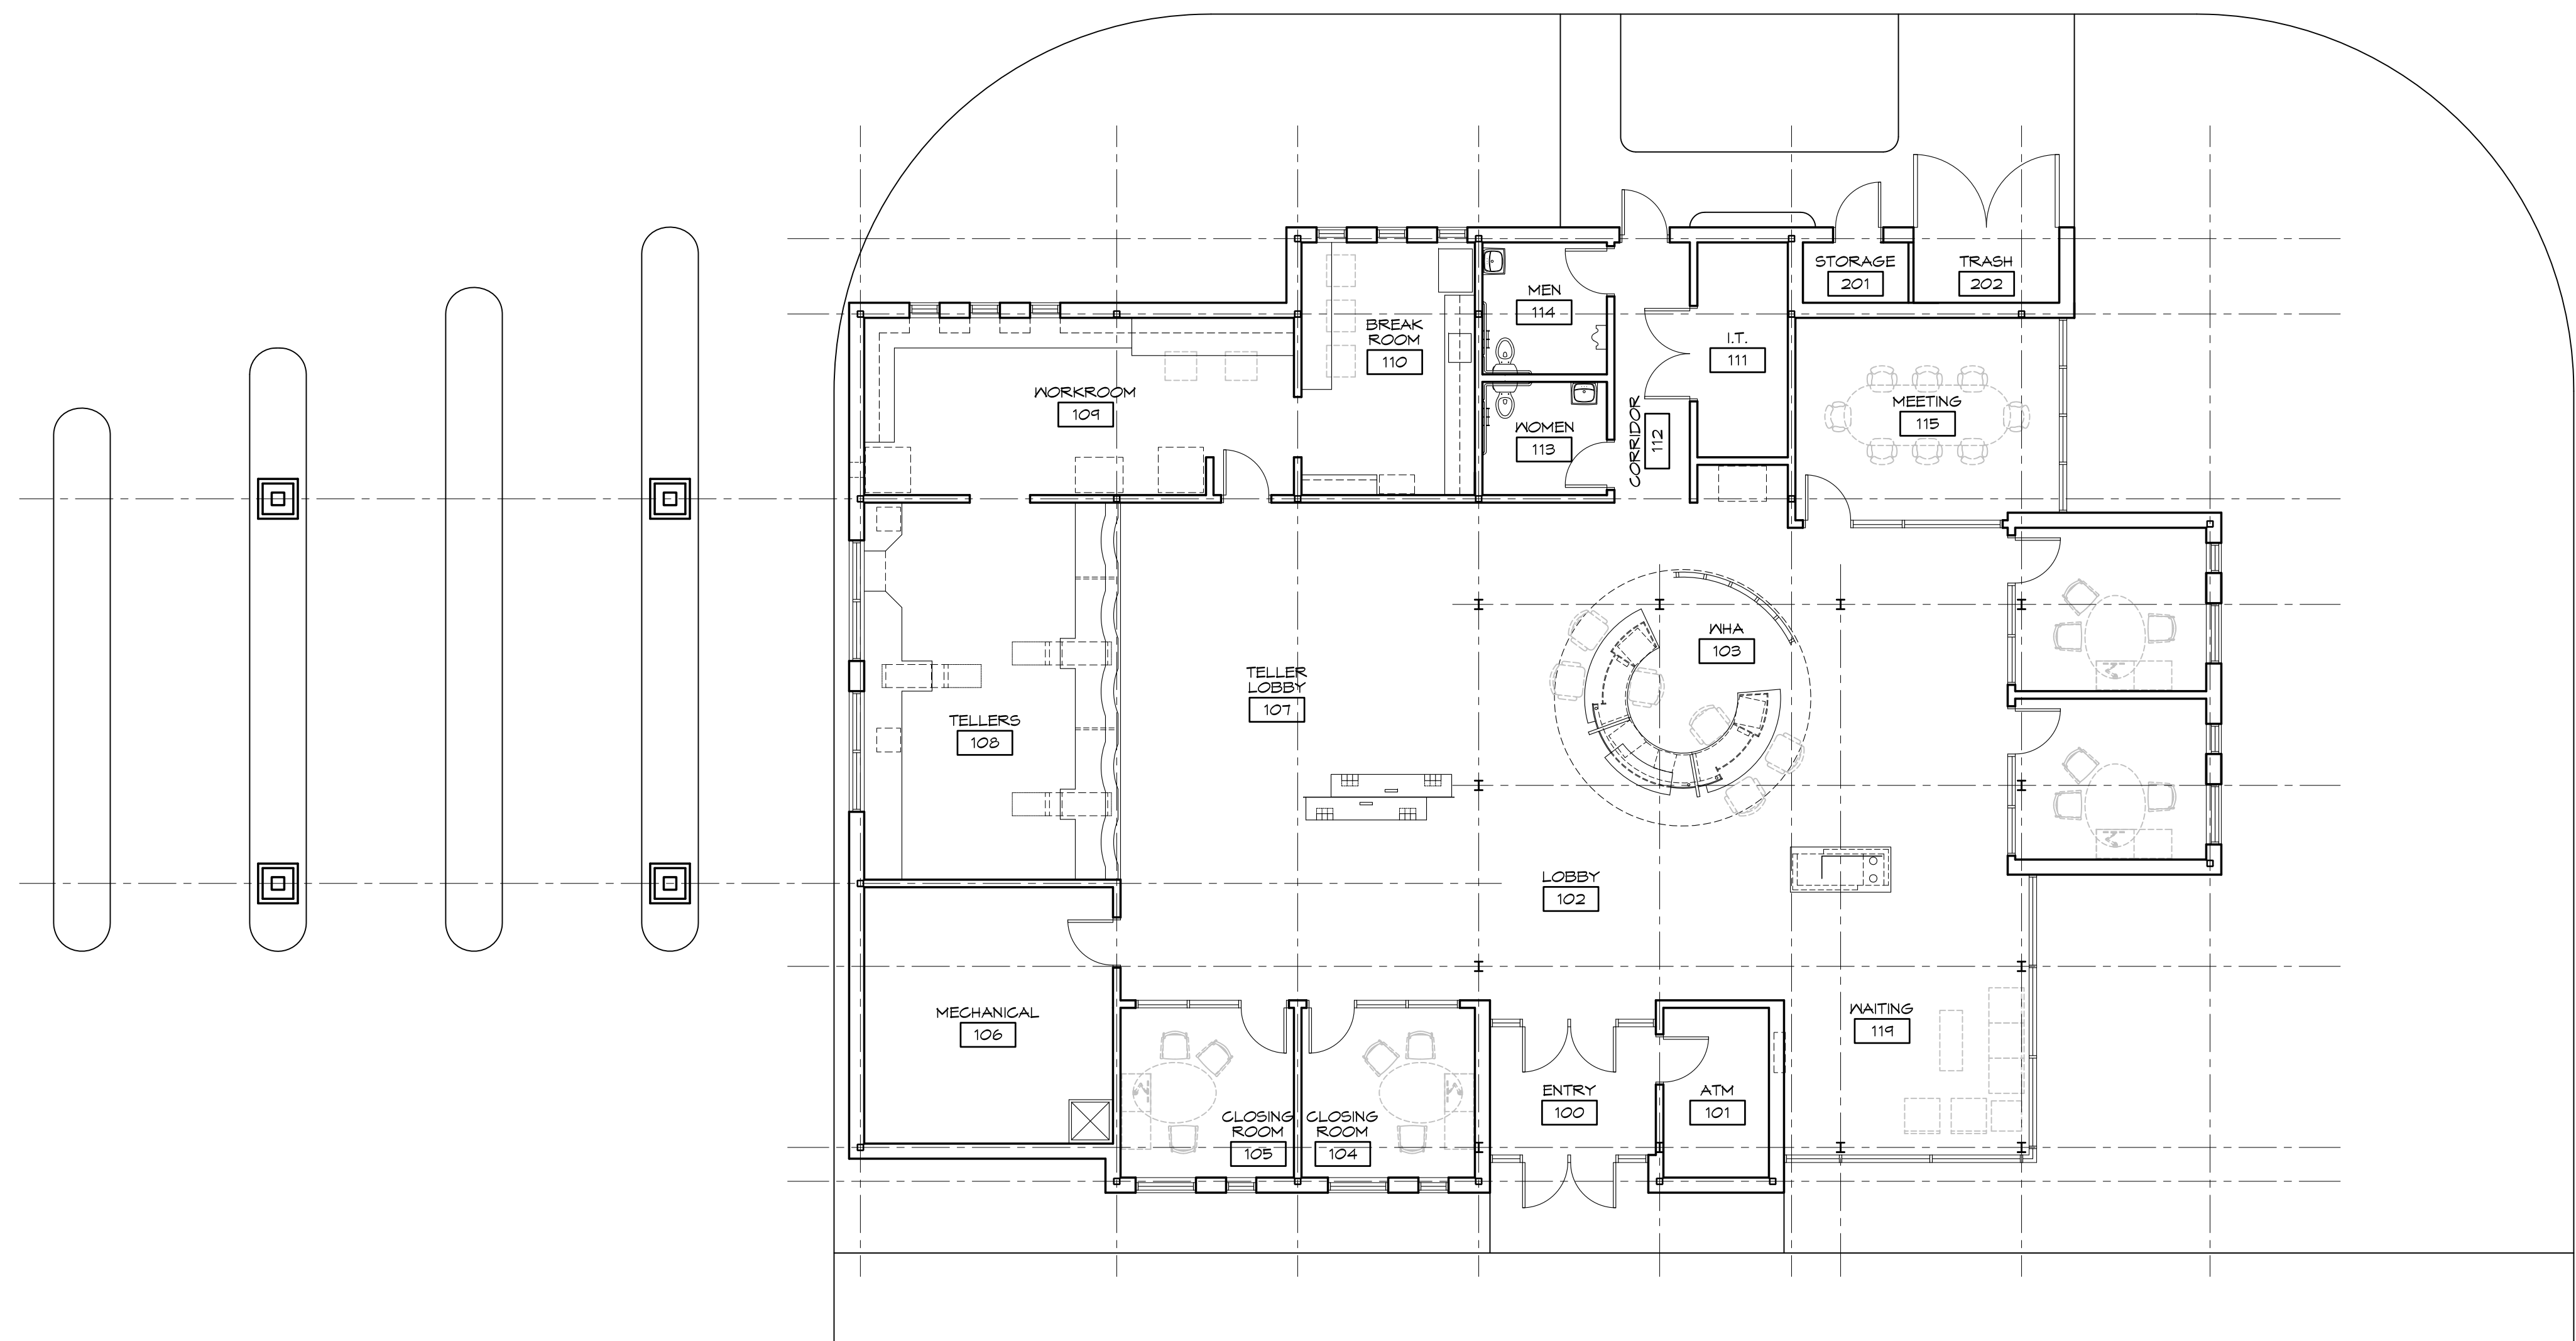 STORAGE
201
TRASH
202
MEN
114
BREAK
ROOM
110
I.T.
111
WORKROOM
109
MEETING
115
WOMEN
113
CORRIDOR
112
WHA
103
TELLER
LOBBY
107
TELLERS
108
LOBBY
102
MECHANICAL
106
WAITING
119
ENTRY
100
ATM
101
CLOSING
ROOM
105
CLOSING
ROOM
104